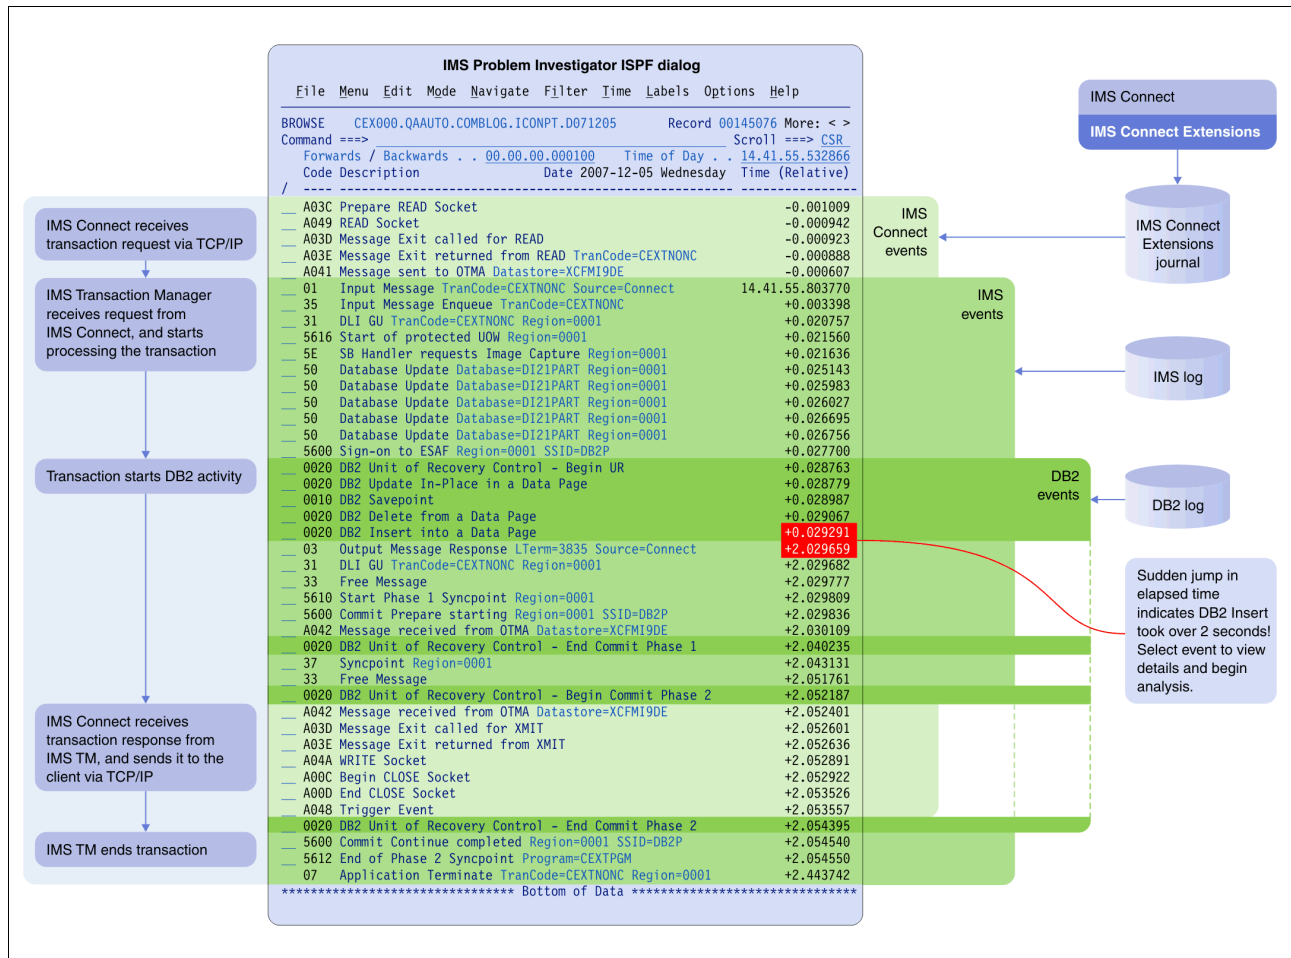 IMS Problem Investigator ISPF dialog
File Menu Edit Mode Navigate Filter Time Labels Options Help
BROWSE CEX000.QAAUTO.COMBLOG.ICONPT.D071205 Record 00145076 More: < >
Command ===> Scroll ===> CSR
Forwards / Backwards . . 00.00.00.000100 Time of Day . . 14.41.55.532866
Code Description Date 2007-12-05 Wednesday Time (Relative)
/ ---- ---------------------------------------------------- ----------------
__ A03C Prepare READ Socket -0.001009
__ A049 READ Socket -0.000942
__ A03D Message Exit called for READ -0.000923
__ A03E Message Exit returned from READ TranCode=CEXTNONC -0.000888
__ A041 Message sent to OTMA Datastore=XCFMI9DE -0.000607
__ 01 Input Message TranCode=CEXTNONC Source=Connect 14.41.55.803770
__ 35 Input Message Enqueue TranCode=CEXTNONC +0.003398
__ 31 DLI GU TranCode=CEXTNONC Region=0001 +0.020757
__ 5616 Start of protected UOW Region=0001 +0.021560
__ 5E SB Handler requests Image Capture Region=0001 +0.021636
__ 50 Database Update Database=DI21PART Region=0001 +0.025143
__ 50 Database Update Database=DI21PART Region=0001 +0.025983
__ 50 Database Update Database=DI21PART Region=0001 +0.026027
__ 50 Database Update Database=DI21PART Region=0001 +0.026695
__ 50 Database Update Database=DI21PART Region=0001 +0.026756
__ 5600 Sign-on to ESAF Region=0001 SSID=DB2P +0.027700
__ 0020 DB2 Unit of Recovery Control - Begin UR +0.028763
__ 0020 DB2 Update In-Place in a Data Page +0.028779
__ 0010 DB2 Savepoint +0.028987
__ 0020 DB2 Delete from a Data Page +0.029067
__ 0020 DB2 Insert into a Data Page +0.029291
__ 03 Output Message Response LTerm=3835 Source=Connect +2.029659
__ 31 DLI GU TranCode=CEXTNONC Region=0001 +2.029682
__ 33 Free Message +2.029777
__ 5610 Start Phase 1 Syncpoint Region=0001 +2.029809
__ 5600 Commit Prepare starting Region=0001 SSID=DB2P +2.029836
__ A042 Message received from OTMA Datastore=XCFMI9DE +2.030109
__ 0020 DB2 Unit of Recovery Control - End Commit Phase 1 +2.040235
__ 37 Syncpoint Region=0001 +2.043131
__ 33 Free Message +2.051761
__ 0020 DB2 Unit of Recovery Control - Begin Commit Phase 2 +2.052187
__ A042 Message received from OTMA Datastore=XCFMI9DE +2.052401
__ A03D Message Exit called for XMIT +2.052601
__ A03E Message Exit returned from XMIT +2.052636
__ A04A WRITE Socket +2.052891
__ A00C Begin CLOSE Socket +2.052922
__ A00D End CLOSE Socket +2.053526
__ A048 Trigger Event +2.053557
__ 0020 DB2 Unit of Recovery Control - End Commit Phase 2 +2.054395
__ 5600 Commit Continue completed Region=0001 SSID=DB2P +2.054540
__ 5612 End of Phase 2 Syncpoint Program=CEXTPGM +2.054550
__ 07 Application Terminate TranCode=CEXTNONC Region=0001 +2.443742
******************************** Bottom of Data *******************************
IMS Connect receives
transaction request via TCP/IP
IMS Transaction Manager
receives request from
IMS Connect, and starts
processing the transaction
Transaction starts DB2 activity
IMS Connect receives
transaction response from
IMS TM, and sends it to the
client via TCP/IP
IMS TM ends transaction
IMS
Connect
events
IMS
events
DB2
events
IMS Connect
IMS Connect Extensions
IMS Connect
Extensions
journal
IMS log
DB2 log
Sudden jump in
elapsed time
indicates DB2 Insert
took over 2 seconds!
Select event to view
details and begin
analysis.